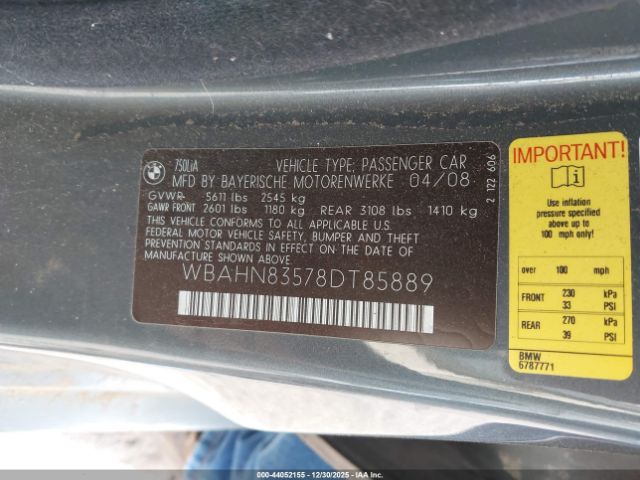 BMW
750LiA VEHICLE TYPE, PASSENGER CAR
MFD BY BAYERISCHE MOTORENWERKE 04/08
GVWR- 5611 lbs 2545 kg
GAWR FRONT 2601 lbs 1180 kg REAR 3108 lbs 1410 kg
THIS VEHICLE CONFORMS TO ALL APPLICABLE
FEDERAL MOTOR VEHICLE SAFETY, BUMPER AND THEFT
PREVENTION STANDARDS IN EFFECT ON THE DATE OF
MANUFACTURE SHOWN ABOVE.
WBAHN83578DT85889
2 122 606
IMPORTANT!
Use inflation
pressure specified
above up to
100 mph only!
over 100 mph
FRONT 230 kPa
33 PSI
REAR 270 kPa
39 PSI
BMW
6787771
000-44052155 - 12/30/2025 - IAAI.COM